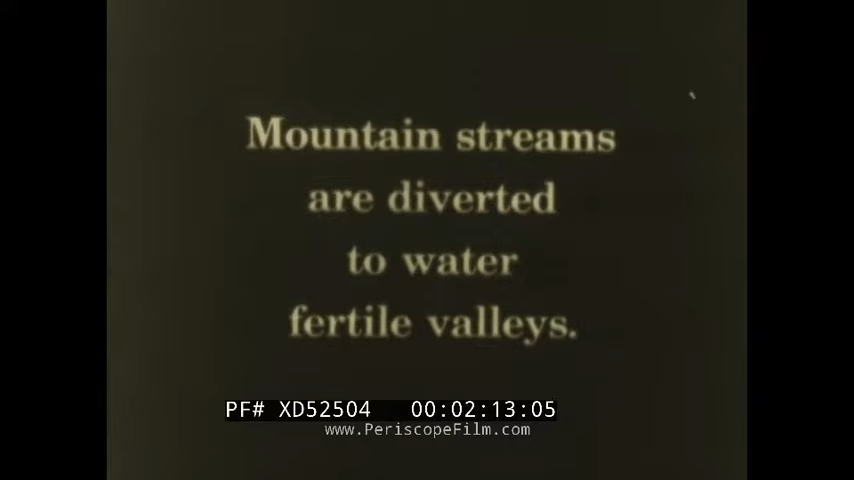 Mountain streams
are diverted
to water
fertile valleys.
PF# XD52504 00:02:13:05
www.PeriscopeFilm.com